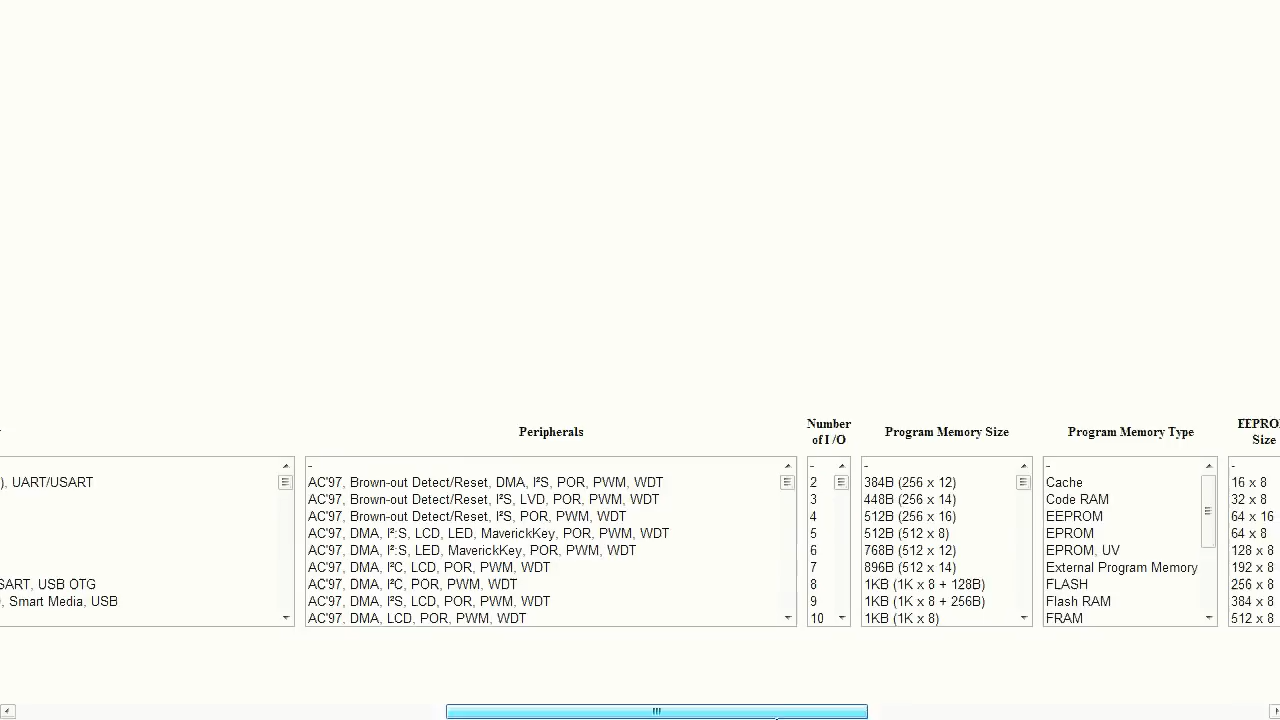 ), UART/USART
SART, USB OTG
, Smart Media, USB
Peripherals
-
AC'97, Brown-out Detect/Reset, DMA, I²S, POR, PWM, WDT
AC'97, Brown-out Detect/Reset, I²S, LVD, POR, PWM, WDT
AC'97, Brown-out Detect/Reset, I²S, POR, PWM, WDT
AC'97, DMA, I²:S, LCD, LED, MaverickKey, POR, PWM, WDT
AC'97, DMA, I²:S, LED, MaverickKey, POR, PWM, WDT
AC'97, DMA, I²C, LCD, POR, PWM, WDT
AC'97, DMA, I²C, POR, PWM, WDT
AC'97, DMA, I²S, LCD, POR, PWM, WDT
AC'97, DMA, LCD, POR, PWM, WDT
Number
of I /O
-
2
3
4
5
6
7
8
9
10
Program Memory Size
-
384B (256 x 12)
448B (256 x 14)
512B (256 x 16)
512B (512 x 8)
768B (512 x 12)
896B (512 x 14)
1KB (1K x 8 + 128B)
1KB (1K x 8 + 256B)
1KB (1K x 8)
Program Memory Type
-
Cache
Code RAM
EEPROM
EPROM
EPROM, UV
External Program Memory
FLASH
Flash RAM
FRAM
EEPRO
Size
-
16 x 8
32 x 8
64 x 16
64 x 8
128 x 8
192 x 8
256 x 8
384 x 8
512 x 8